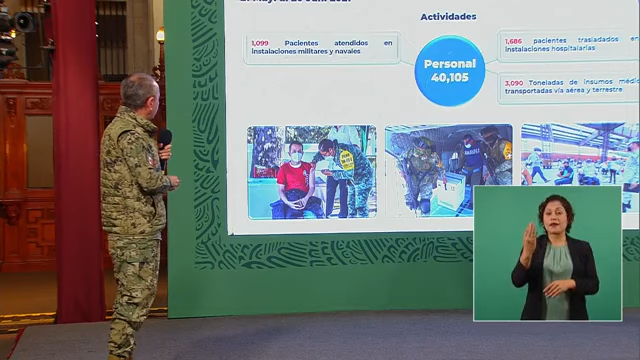 Actividades
1,099 Pacientes atendidos en
instalaciones militares y navales
Personal
40,105
1,686 pacientes trasladados en
instalaciones hospitalarias
3,090 Toneladas de insumos
transportadas vía aérea y terrestre